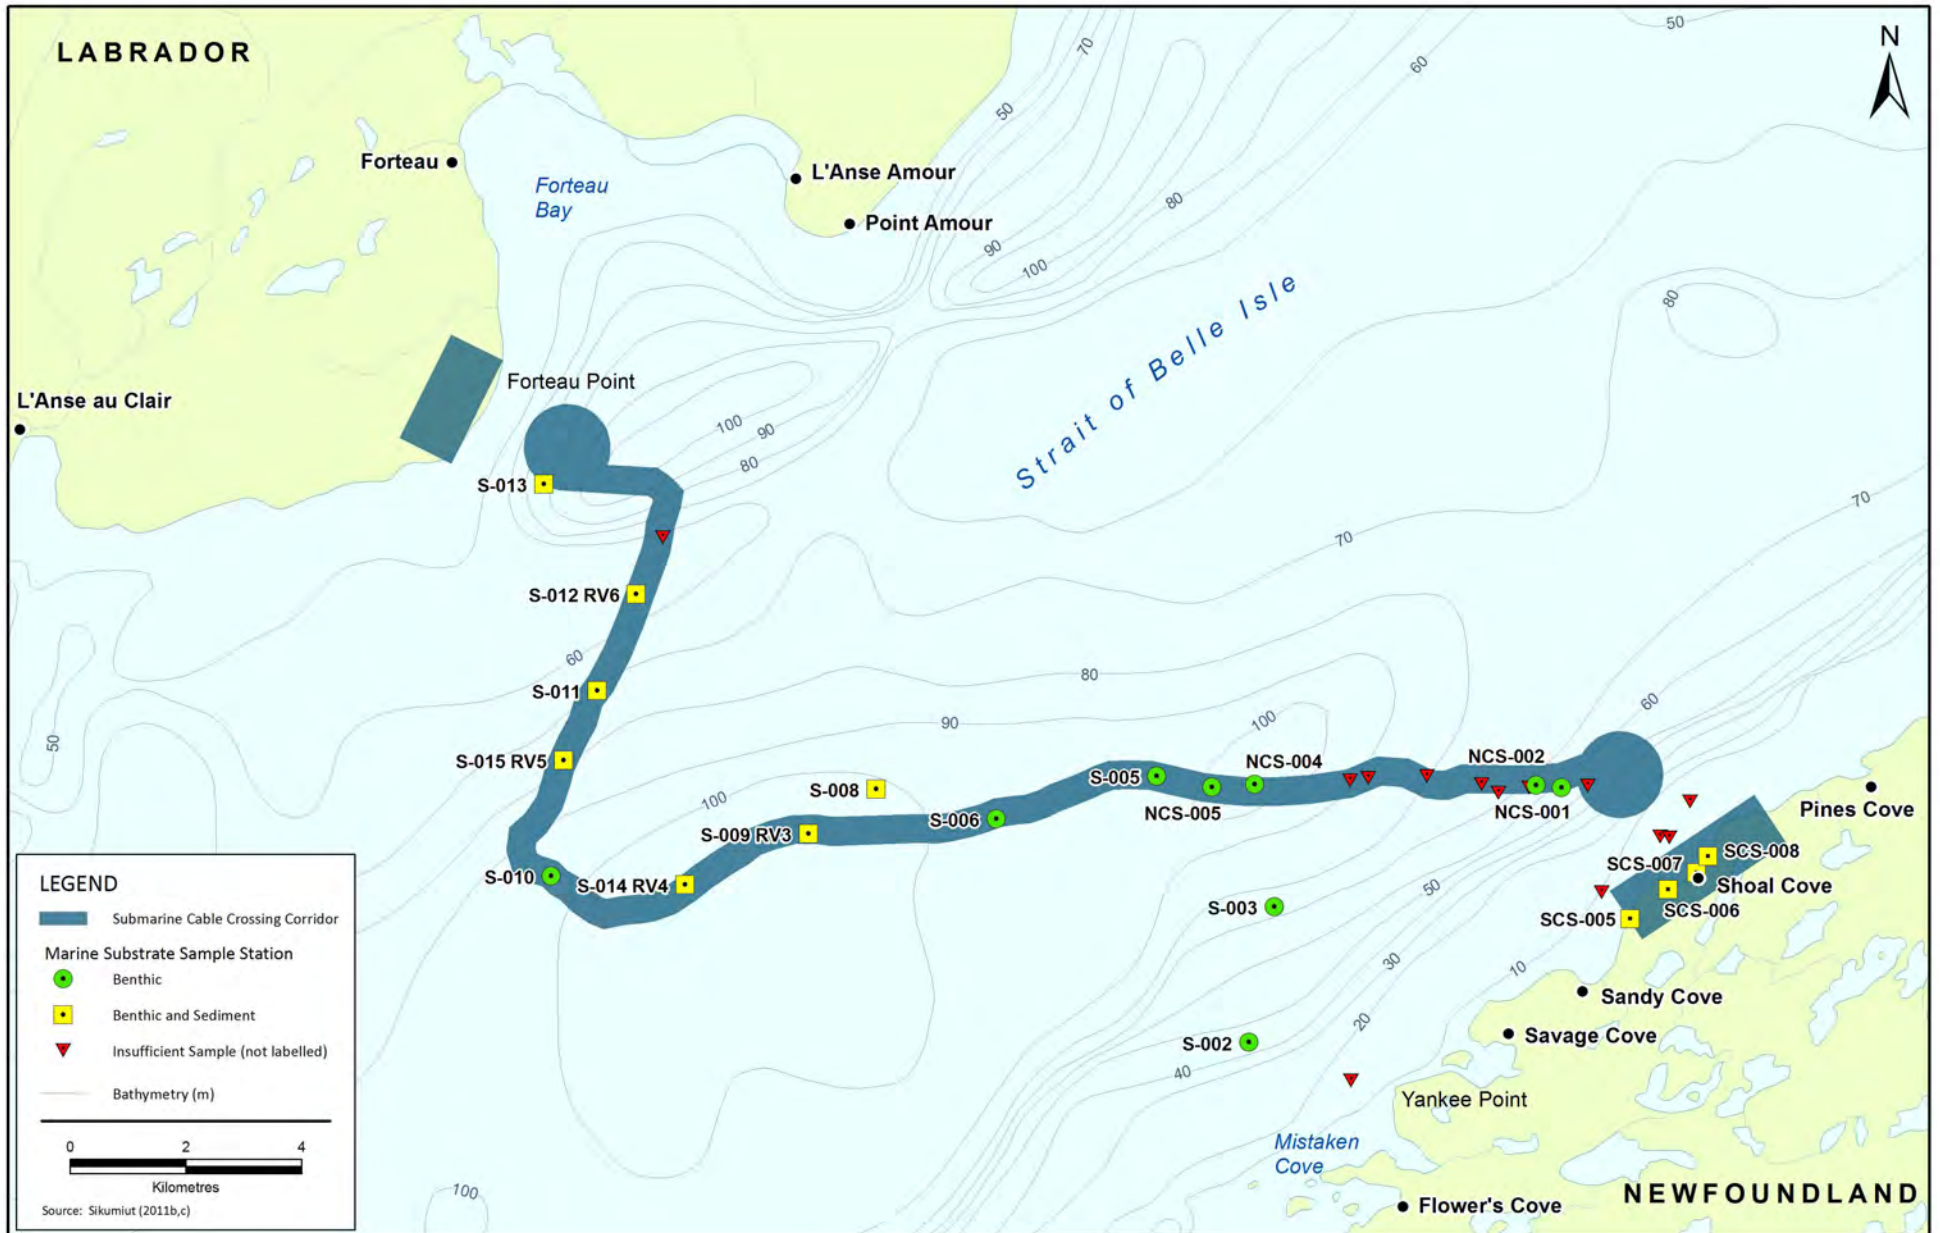 LABRADOR
50
70
60
N
50
Forteau
L'Anse Amour
Forteau
Bay
Point Amour
80
90
100
Strait of Belle Isle
80
Forteau Point
L'Anse au Clair
100
90
80
S-013
70
70
S-012 RV6
60
80
S-011
60
90
100
50
S-015 RV5
NCS-004
NCS-002
S-005
S-008
100
NCS-005
NCS-001
Pines Cove
S-006
S-009 RV3
SCS-008
SCS-007
S-010
S-014 RV4
50
Shoal Cove
S-003
SCS-006
SCS-005
30
10
Sandy Cove
20
Savage Cove
S-002
40
Yankee Point
Mistaken
Cove
100
NEWFOUNDLAND
Flower's Cove
LEGEND
Submarine Cable Crossing Corridor
Marine Substrate Sample Station
Benthic
Benthic and Sediment
Insufficient Sample (not labelled)
Bathymetry (m)
0 2 4
Kilometres
Source: Sikumiut (2011b,c)